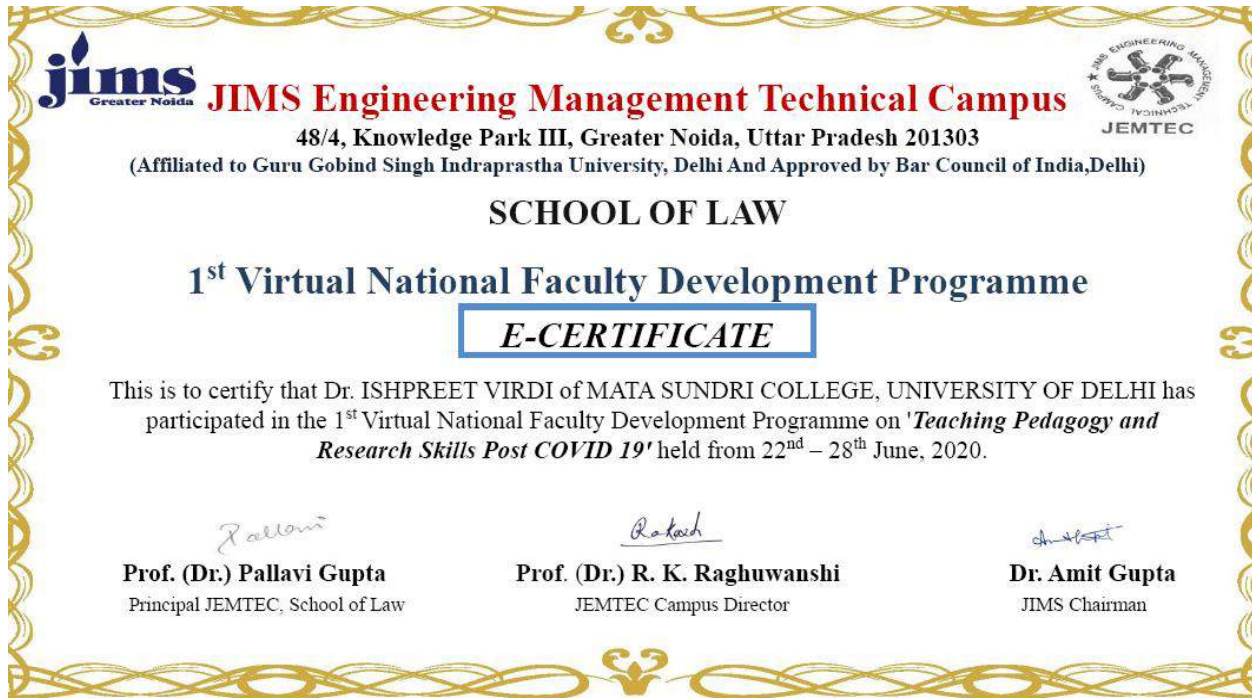 jims
Greater Noida
JIMS ENGINEERING MANAGEMENT TECHNICAL CAMPUS
JEMTEC
JIMS Engineering Management Technical Campus
48/4, Knowledge Park III, Greater Noida, Uttar Pradesh 201303
(Affiliated to Guru Gobind Singh Indraprastha University, Delhi And Approved by Bar Council of India,Delhi)
SCHOOL OF LAW
1st Virtual National Faculty Development Programme
E-CERTIFICATE
This is to certify that Dr. ISHPREET VIRDI of MATA SUNDRI COLLEGE, UNIVERSITY OF DELHI has
participated in the 1st Virtual National Faculty Development Programme on 'Teaching Pedagogy and
Research Skills Post COVID 19' held from 22nd – 28th June, 2020.
Pallavi
Rakesh
Prof. (Dr.) Pallavi Gupta
Prof. (Dr.) R. K. Raghuwanshi
Dr. Amit Gupta
Principal JEMTEC, School of Law
JEMTEC Campus Director
JIMS Chairman